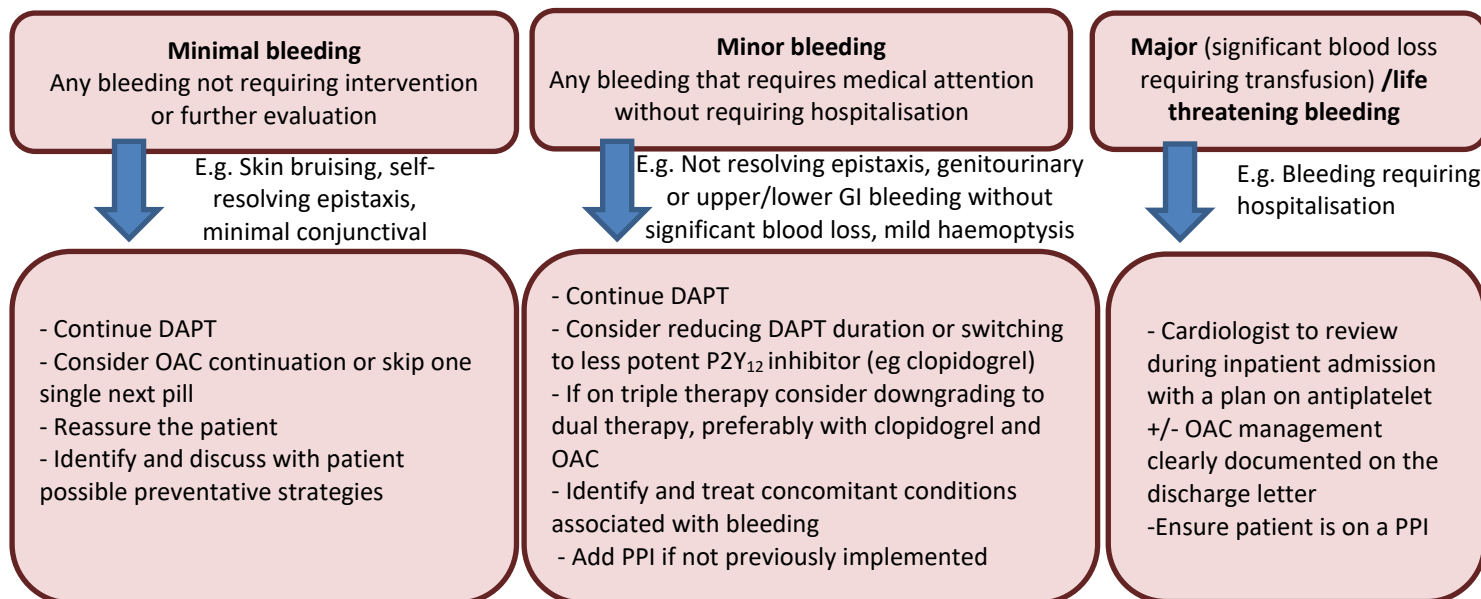 Minimal bleeding
Any bleeding not requiring intervention
or further evaluation
E.g. Skin bruising, self-
resolving epistaxis,
minimal conjunctival
- Continue DAPT
- Consider OAC continuation or skip one
single next pill
- Reassure the patient
- Identify and discuss with patient
possible preventative strategies
Minor bleeding
Any bleeding that requires medical attention
without requiring hospitalisation
E.g. Not resolving epistaxis, genitourinary
or upper/lower GI bleeding without
significant blood loss, mild haemoptysis
- Continue DAPT
- Consider reducing DAPT duration or switching
to less potent P2Y₁₂ inhibitor (eg clopidogrel)
- If on triple therapy consider downgrading to
dual therapy, preferably with clopidogrel and
OAC
- Identify and treat concomitant conditions
associated with bleeding
- Add PPI if not previously implemented
Major (significant blood loss
requiring transfusion) /life
threatening bleeding
E.g. Bleeding requiring
hospitalisation
- Cardiologist to review
during inpatient admission
with a plan on antiplatelet
+/- OAC management
clearly documented on the
discharge letter
-Ensure patient is on a PPI